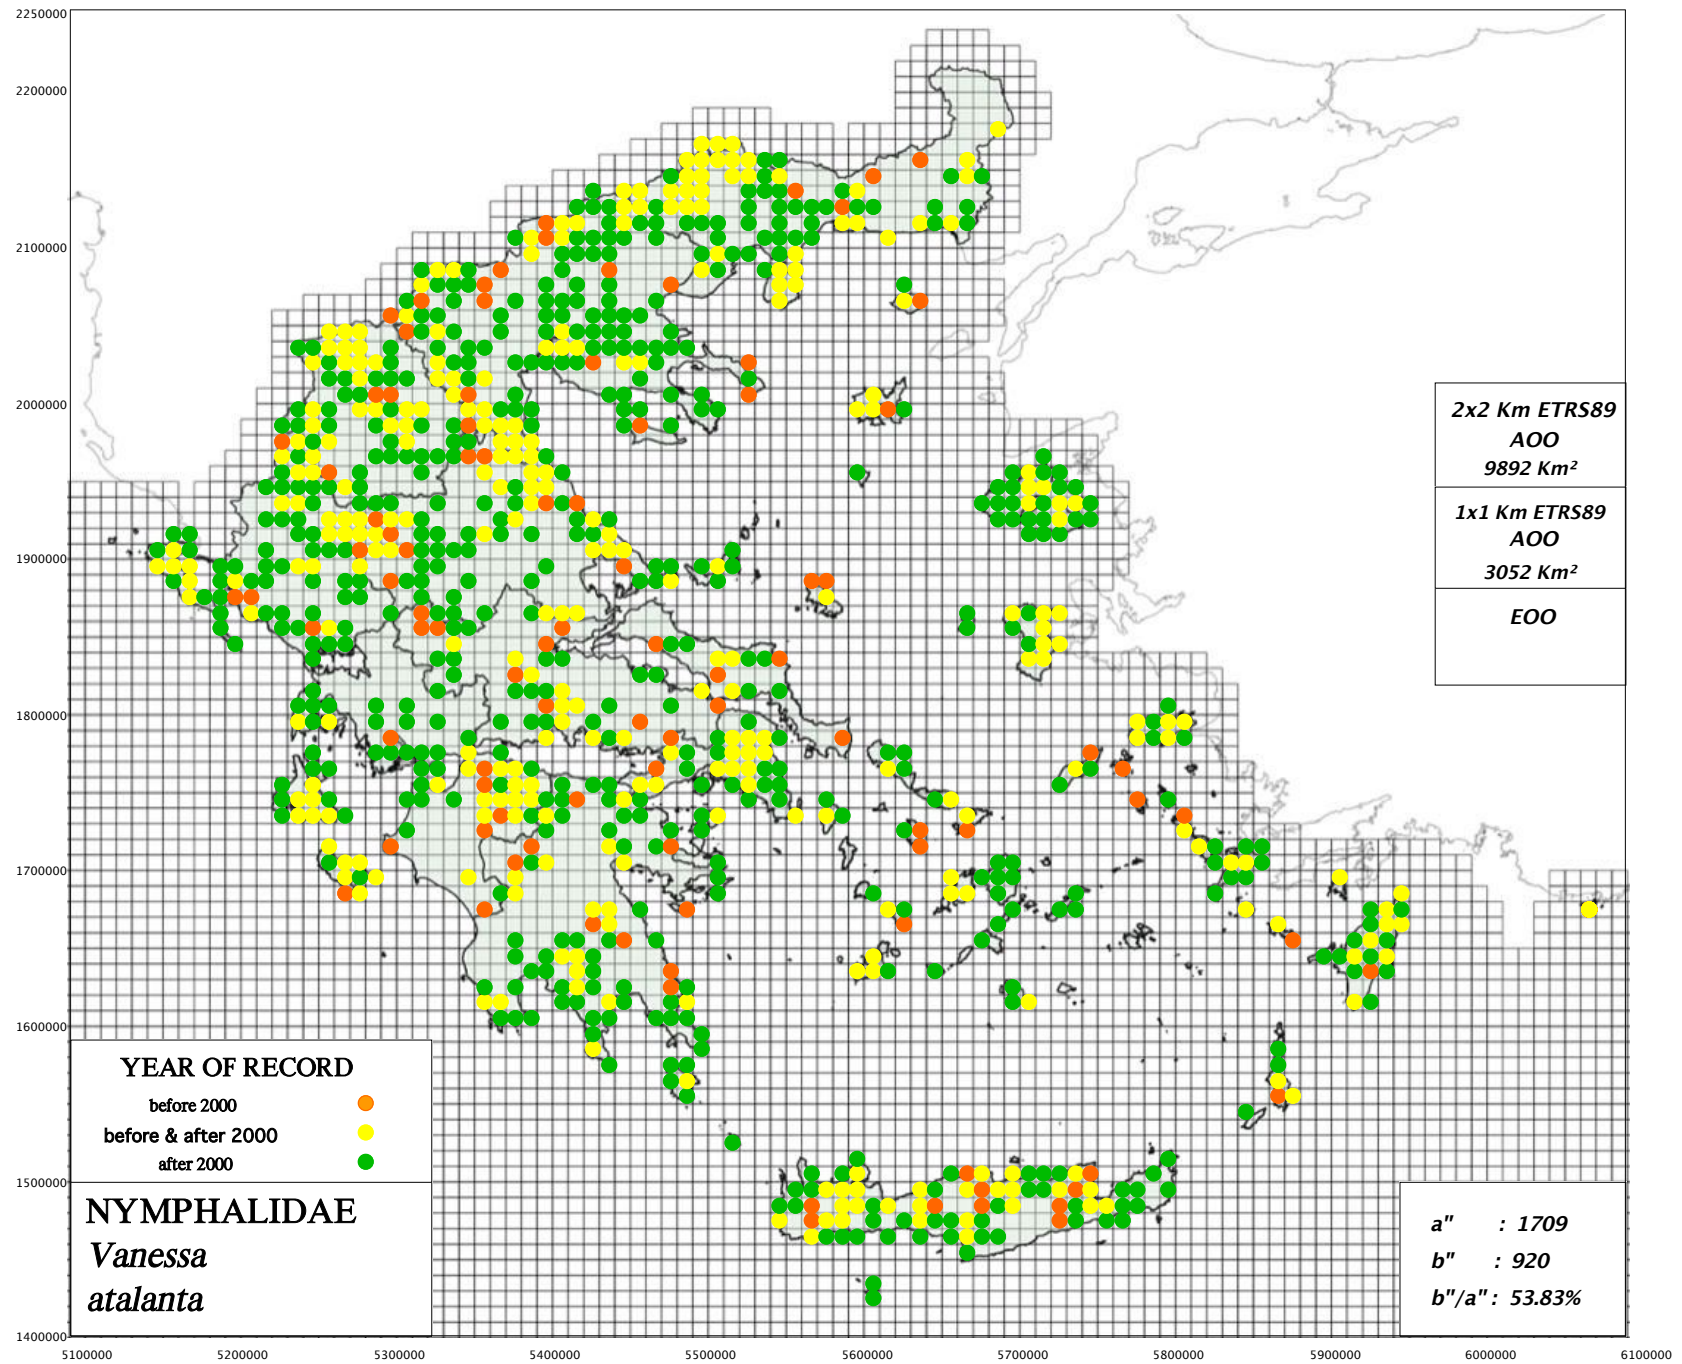 2250000
2200000
2100000
2000000
1900000
1800000
1700000
1600000
1500000
1400000
2x2 Km ETRS89
AOO
9892 Km²
1x1 Km ETRS89
AOO
3052 Km²
EOO
YEAR OF RECORD
before 2000
before & after 2000
after 2000
NYMPHALIDAE
Vanessa
atalanta
a" : 1709
b" : 920
b"/a" : 53.83%
5100000 5200000 5300000 5400000 5500000 5600000 5700000 5800000 5900000 6000000 6100000